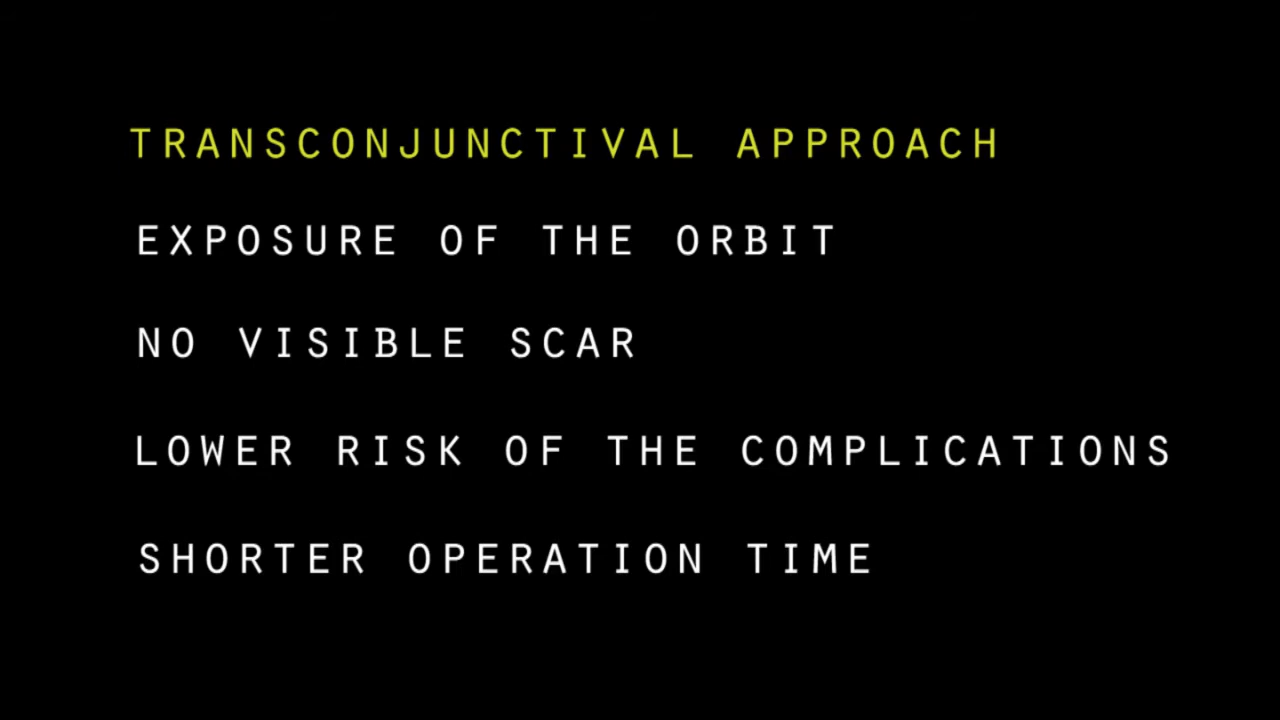 TRANSCONJUNCTIVAL APPROACH
EXPOSURE OF THE ORBIT
NO VISIBLE SCAR
LOWER RISK OF THE COMPLICATIONS
SHORTER OPERATION TIME